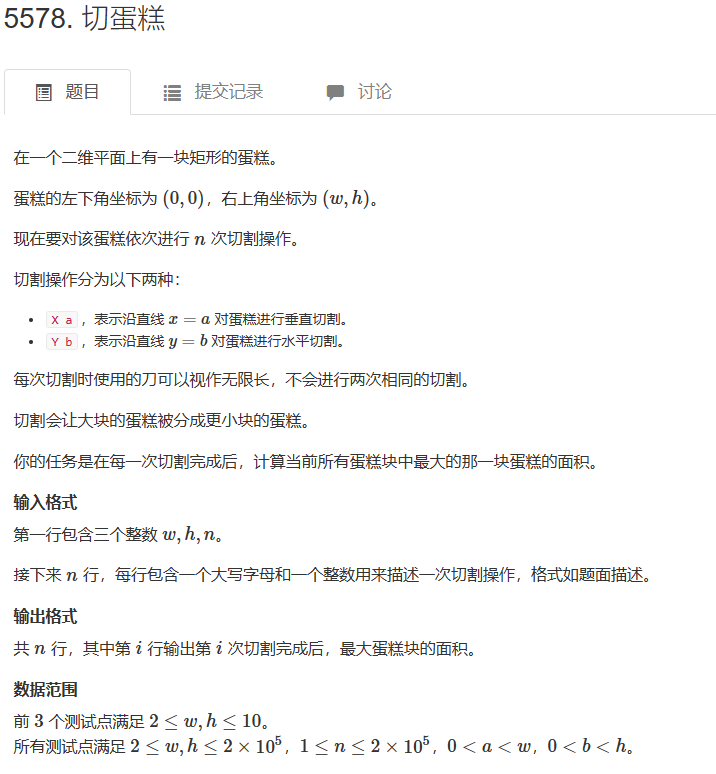 5578. 切蛋糕
题目 提交记录 讨论
在一个二维平面上有一块矩形的蛋糕。
蛋糕的左下角坐标为 (0,0)，右上角坐标为 (w,h)。
现在要对该蛋糕依次进行 n 次切割操作。
切割操作分为以下两种：
• X a ，表示沿直线 x = a 对蛋糕进行垂直切割。
• Y b ，表示沿直线 y = b 对蛋糕进行水平切割。
每次切割时使用的刀可以视作无限长，不会进行两次相同的切割。
切割会让大块的蛋糕被分成更小块的蛋糕。
你的任务是在每一次切割完成后，计算当前所有蛋糕块中最大的那一块蛋糕的面积。
输入格式
第一行包含三个整数 w,h,n。
接下来 n 行，每行包含一个大写字母和一个整数用来描述一次切割操作，格式如题面描述。
输出格式
共 n 行，其中第 i 行输出第 i 次切割完成后，最大蛋糕块的面积。
数据范围
前 3 个测试点满足 2 ≤ w,h ≤ 10。
所有测试点满足 2 ≤ w,h ≤ 2 × 10⁵，1 ≤ n ≤ 2 × 10⁵，0 < a < w，0 < b < h。